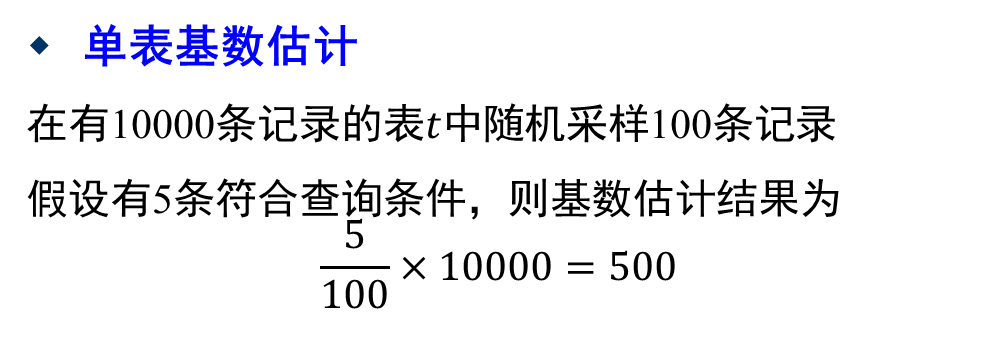 ◆ 单表基数估计
在有10000条记录的表t中随机采样100条记录
假设有5条符合查询条件，则基数估计结果为
5/100 × 10000 = 500